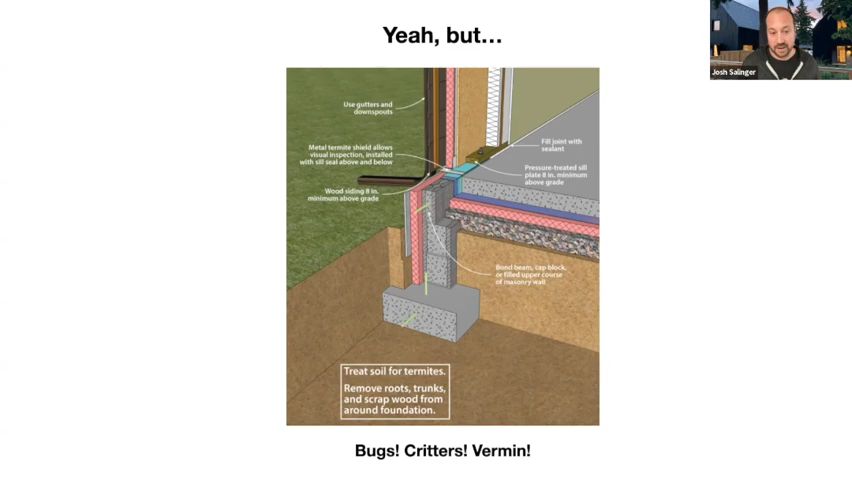 Yeah, but…
Josh Salinger
Use gutters and
downspouts
Metal termite shield allows
visual inspection, installed
with sill seal above and below
Wood siding 8 in.
minimum above grade
Fill joint with
sealant
Pressure-treated sill
plate 8 in. minimum
above grade
Bond beam, cap block,
or filled upper course
of masonry wall
Treat soil for termites.
Remove roots, trunks,
and scrap wood from
around foundation.
Bugs! Critters! Vermin!